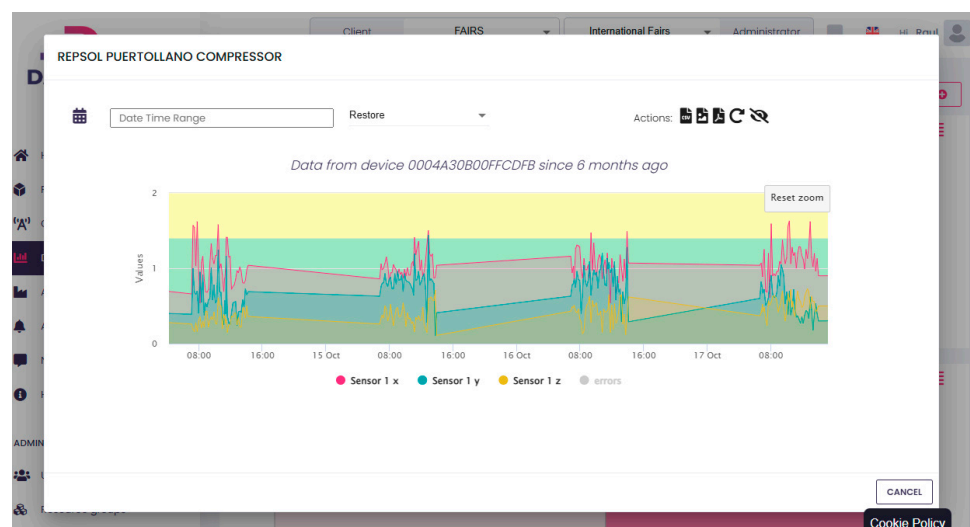 Client FAIRS International Fairs Administrator Hi, Raul
REPSOL PUERTOLLANO COMPRESSOR
Date Time Range Restore Actions: CSV
Data from device 0004A30B00FFCDFB since 6 months ago
Reset zoom
Values
2
1
0
08:00 16:00 15 Oct 08:00 16:00 16 Oct 08:00 16:00 17 Oct 08:00
Sensor 1 x Sensor 1 y Sensor 1 z errors
ADMIN
CANCEL
Cookie Policy